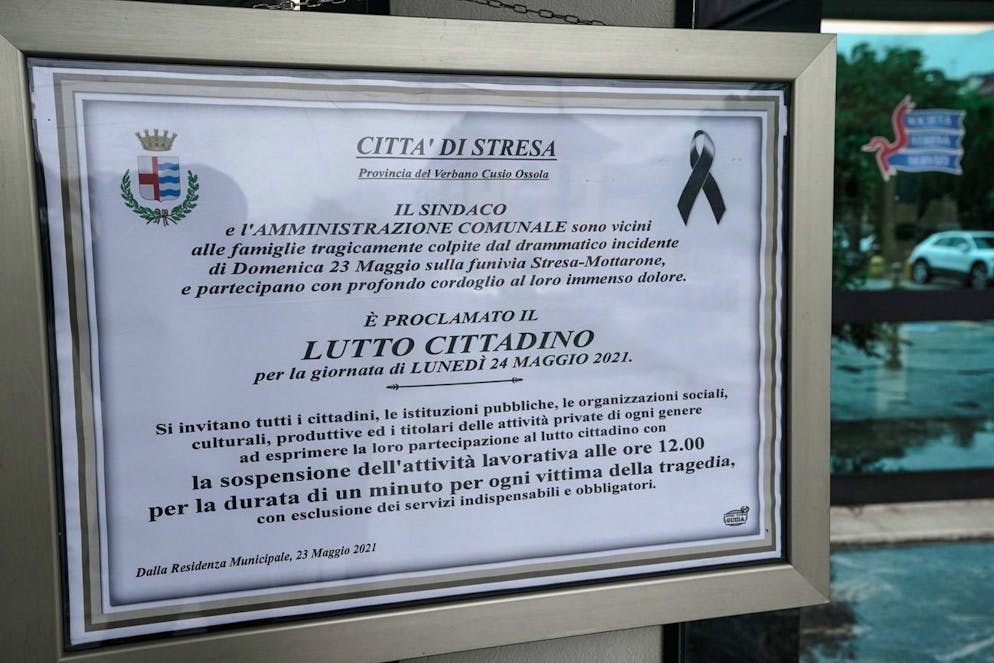 CITTA' DI STRESA
Provincia del Verbano Cusio Ossola
IL SINDACO
e l'AMMINISTRAZIONE COMUNALE sono vicini
alle famiglie tragicamente colpite dal drammatico incidente
di Domenica 23 Maggio sulla funivia Stresa-Mottarone,
e partecipano con profondo cordoglio al loro immenso dolore.
È PROCLAMATO IL
LUTTO CITTADINO
per la giornata di LUNEDÌ 24 MAGGIO 2021.
Si invitano tutti i cittadini, le istituzioni pubbliche, le organizzazioni sociali,
culturali, produttive ed i titolari delle attività private di ogni genere
ad esprimere la loro partecipazione al lutto cittadino con
la sospensione dell'attività lavorativa alle ore 12.00
per la durata di un minuto per ogni vittima della tragedia,
con esclusione dei servizi indispensabili e obbligatori.
GUIDA
Dalla Residenza Municipale, 23 Maggio 2021
SOCIETÀ
SERVIZI